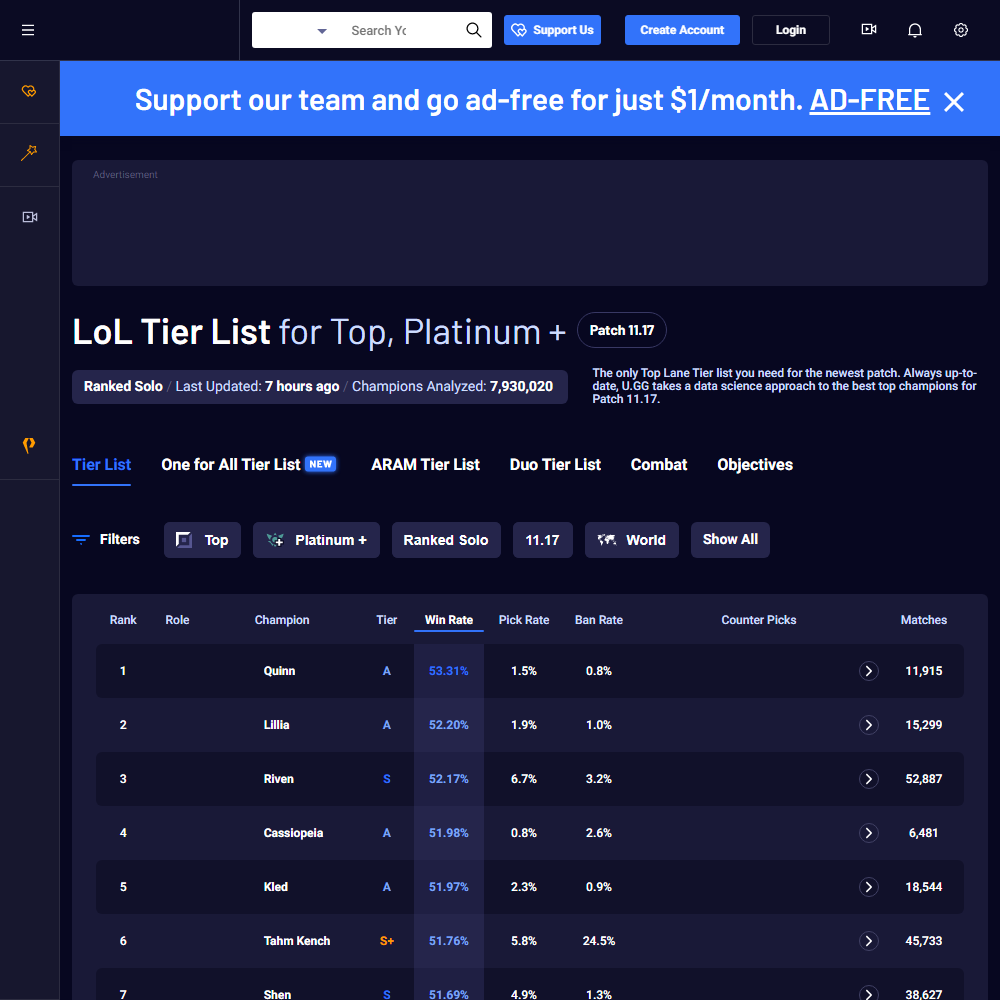 Search Yo
Support Us
Create Account
Login
Support our team and go ad-free for just $1/month. AD-FREE
Advertisement
LoL Tier List for Top, Platinum +
Patch 11.17
Ranked Solo / Last Updated: 7 hours ago / Champions Analyzed: 7,930,020
The only Top Lane Tier list you need for the newest patch. Always up-to-
date, U.GG takes a data science approach to the best top champions for
Patch 11.17.
Tier List One for All Tier List NEW ARAM Tier List Duo Tier List Combat Objectives
Filters Top Platinum + Ranked Solo 11.17 World Show All
Rank Role Champion Tier Win Rate Pick Rate Ban Rate Counter Picks Matches
1 Quinn A 53.31% 1.5% 0.8% 11,915
2 Lillia A 52.20% 1.9% 1.0% 15,299
3 Riven S 52.17% 6.7% 3.2% 52,887
4 Cassiopeia A 51.98% 0.8% 2.6% 6,481
5 Kled A 51.97% 2.3% 0.9% 18,544
6 Tahm Kench S+ 51.76% 5.8% 24.5% 45,733
7 Shen S 51.69% 4.9% 1.3% 38,627